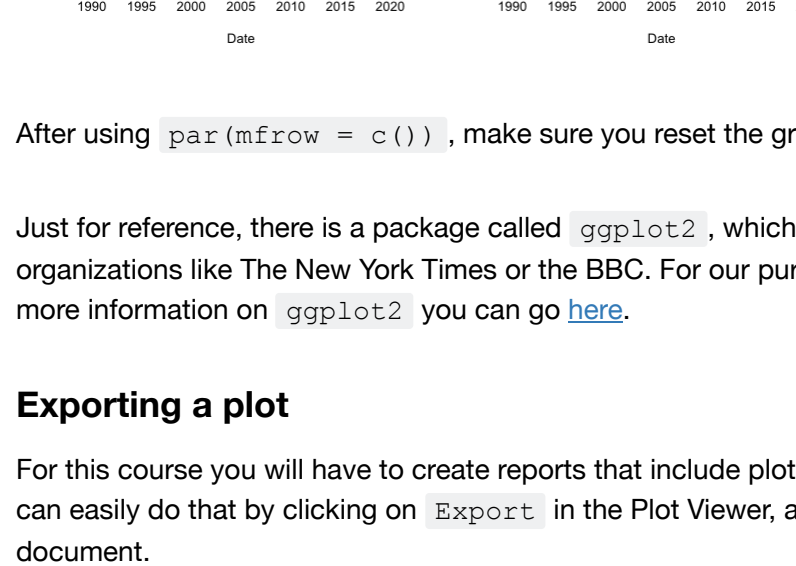 1990 1995 2000 2005 2010 2015 2020 1990 1995 2000 2005 2010 2015
Date Date
After using par(mfrow = c()) , make sure you reset the gr
Just for reference, there is a package called ggplot2 , which
organizations like The New York Times or the BBC. For our pur
more information on ggplot2 you can go here.
Exporting a plot
For this course you will have to create reports that include plot
can easily do that by clicking on Export in the Plot Viewer, a
document.